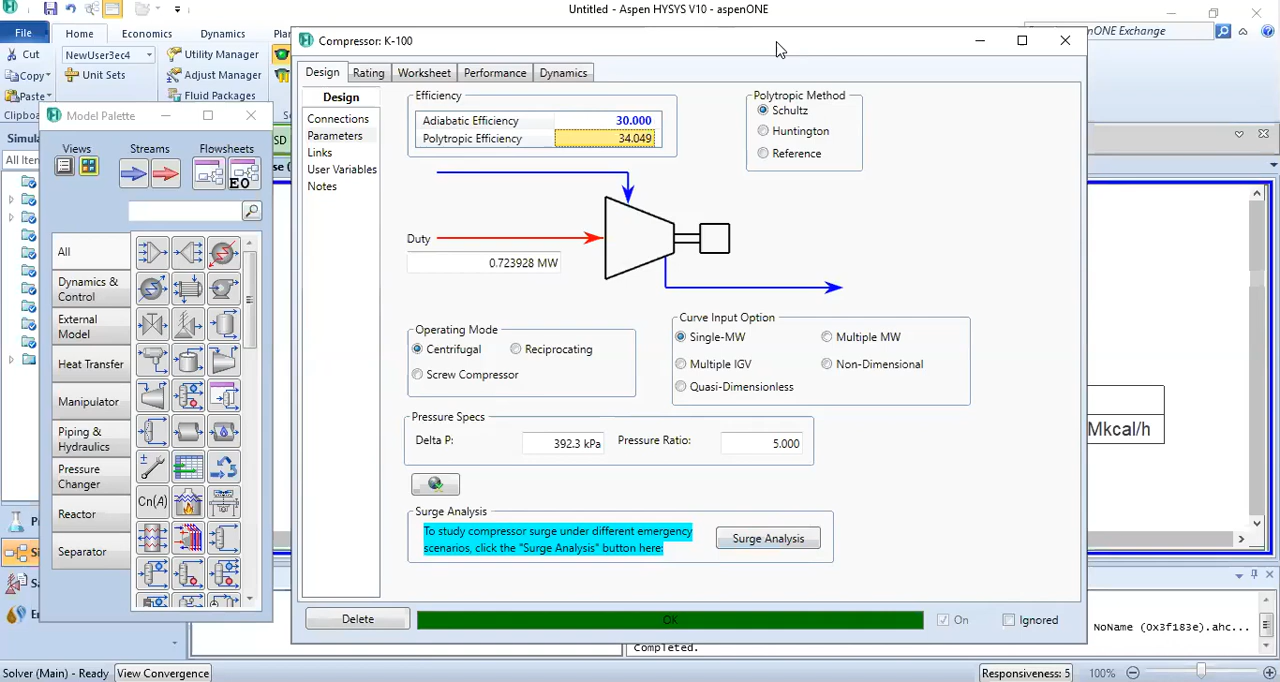 Untitled - Aspen HYSYS V10 - aspenONE
File
Home
Economics
Dynamics
Exchange
Cut
NewUser3ec4
Utility Manager
Copy
Unit Sets
Adjust Manager
Paste
Fluid Packages
Model Palette
All
Views
Streams
Flowsheets
EO
All
Dynamics & Control
External Model
Heat Transfer
Manipulator
Piping & Hydraulics
Pressure Changer
Reactor
Separator
Cn(A)
Compressor: K-100
Design
Rating
Worksheet
Performance
Dynamics
Design
Connections
Parameters
Links
User Variables
Notes
Efficiency
Adiabatic Efficiency 30.000
Polytropic Efficiency 34.049
Polytropic Method
Schultz
Huntington
Reference
Duty
0.723928 MW
Operating Mode
Centrifugal
Reciprocating
Screw Compressor
Curve Input Option
Single-MW
Multiple MW
Multiple IGV
Non-Dimensional
Quasi-Dimensionless
Pressure Specs
Delta P: 392.3 kPa Pressure Ratio: 5.000
Surge Analysis
To study compressor surge under different emergency
scenarios, click the "Surge Analysis" button here:
Surge Analysis
Delete
OK
On
Ignored
Mkcal/h
NoName (0x3f183e).ahc...
Completed.
Solver (Main) - Ready
View Convergence
Responsiveness: 5
100%